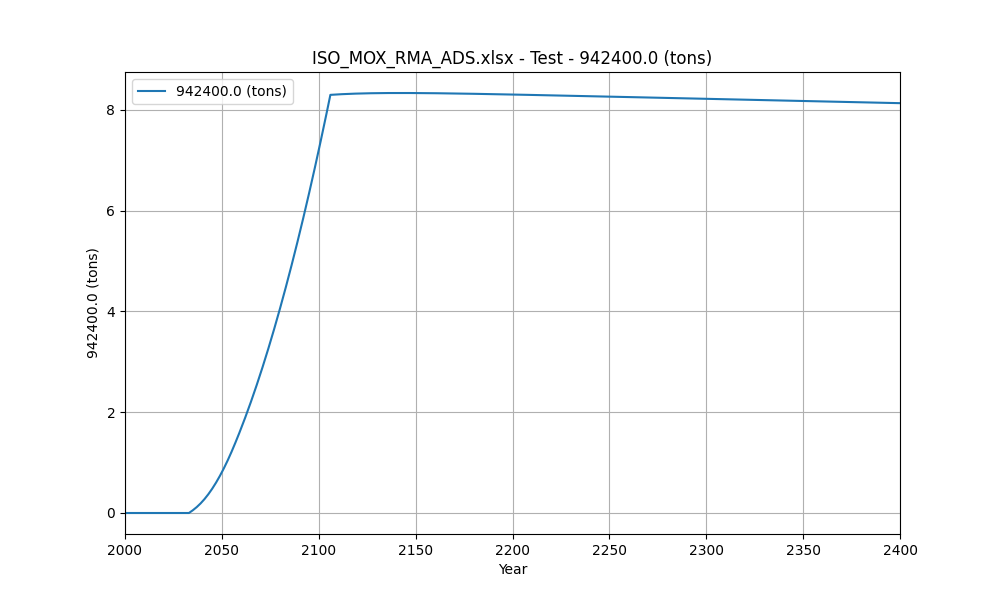 ISO_MOX_RMA_ADS.xlsx - Test - 942400.0 (tons)
942400.0 (tons)
942400.0 (tons)
8
6
4
2
0
2000 2050 2100 2150 2200 2250 2300 2350 2400
Year